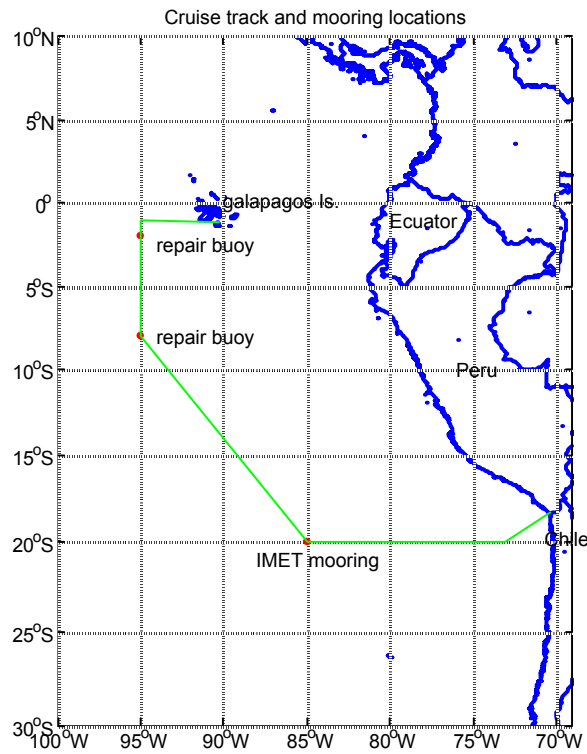 Cruise track and mooring locations
10°N
5°N
galapagos Is.
0°
Ecuador
repair buoy
5°S
repair buoy
Peru
10°S
15°S
Chile
20°S
IMET mooring
25°S
30°S
100°W 95°W 90°W 85°W 80°W 75°W 70°W